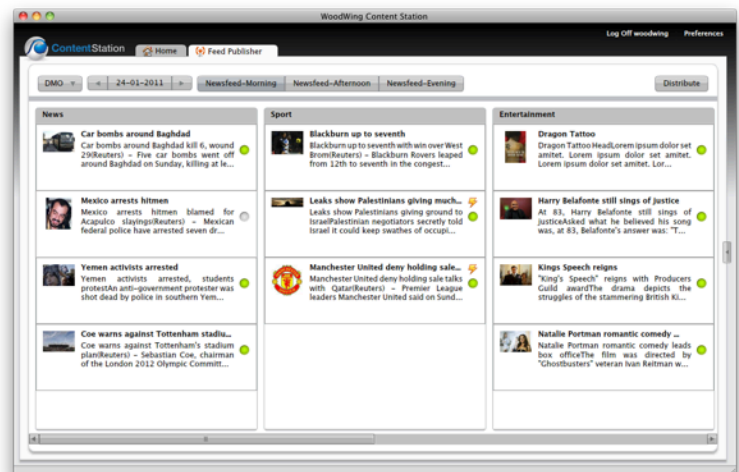 WoodWing Content Station
Log Off woodwing Preferences
ContentStation Home Feed Publisher
DMO 24-01-2011 Newsfeed-Morning Newsfeed-Afternoon Newsfeed-Evening Distribute
News
Car bombs around Baghdad
Car bombs around Baghdad kill 6, wound
29(Reuters) - Five car bombs went off
around Baghdad on Sunday, killing at le...
Mexico arrests hitmen
Mexico arrests hitmen blamed for
Acapulco slayings(Reuters) - Mexican
federal police have arrested seven dr...
Yemen activists arrested
Yemen activists arrested, students
protestAn anti-government protester was
shot dead by police in southern Yem...
Coe warns against Tottenham stadiu...
Coe warns against Tottenham's stadium
plan(Reuters) - Sebastian Coe, chairman
of the London 2012 Olympic Committ...
Sport
Blackburn up to seventh
Blackburn up to seventh with win over West
Brom(Reuters) - Blackburn Rovers leaped
from 12th to seventh in the congest...
Leaks show Palestinians giving much...
Leaks show Palestinians giving ground to
IsraelPalestinian negotiators secretly told
Israel it could keep swathes of occupi...
Manchester United deny holding sale...
Manchester United deny holding sale talks
with Qatar(Reuters) - Premier League
leaders Manchester United said on Sund...
Entertainment
Dragon Tattoo
Dragon Tattoo HeadLorem ipsum dolor set
amitet. Lorem ipsum dolor set amitet.
Lorem ipsum dolor set amitet. Lor...
Harry Belafonte still sings of justice
At 83, Harry Belafonte still sings of
justiceAsked what he believed his song
was, at 83, Belafonte's answer was: "T...
Kings Speech reigns
"King's Speech" reigns with Producers
Guild awardThe drama depicts the
struggles of the stammering British Ki...
Natalie Portman romantic comedy ...
Natalie Portman romantic comedy leads
box officeThe film was directed by
"Ghostbusters" veteran Ivan Reitman w...